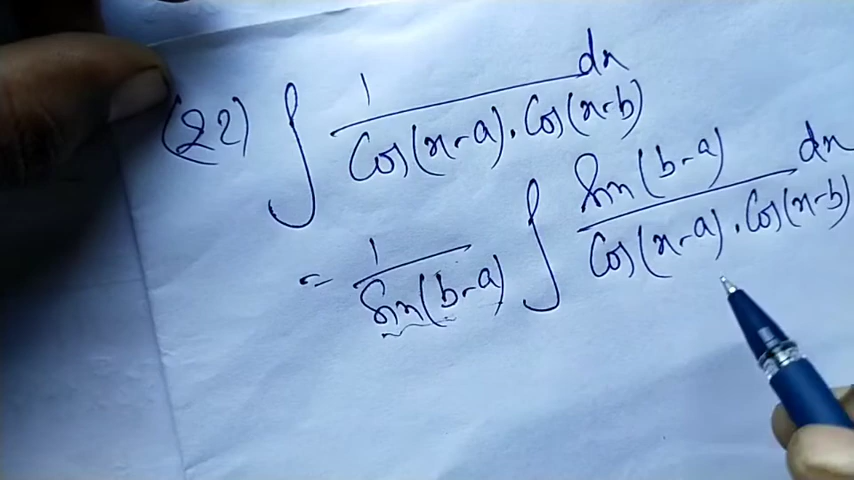 (22) ∫ 1/(Cos(x-a).Cos(x-b)) dx
= 1/(Sin(b-a)) ∫ Sin(b-a)/(Cos(x-a).Cos(x-b)) dx